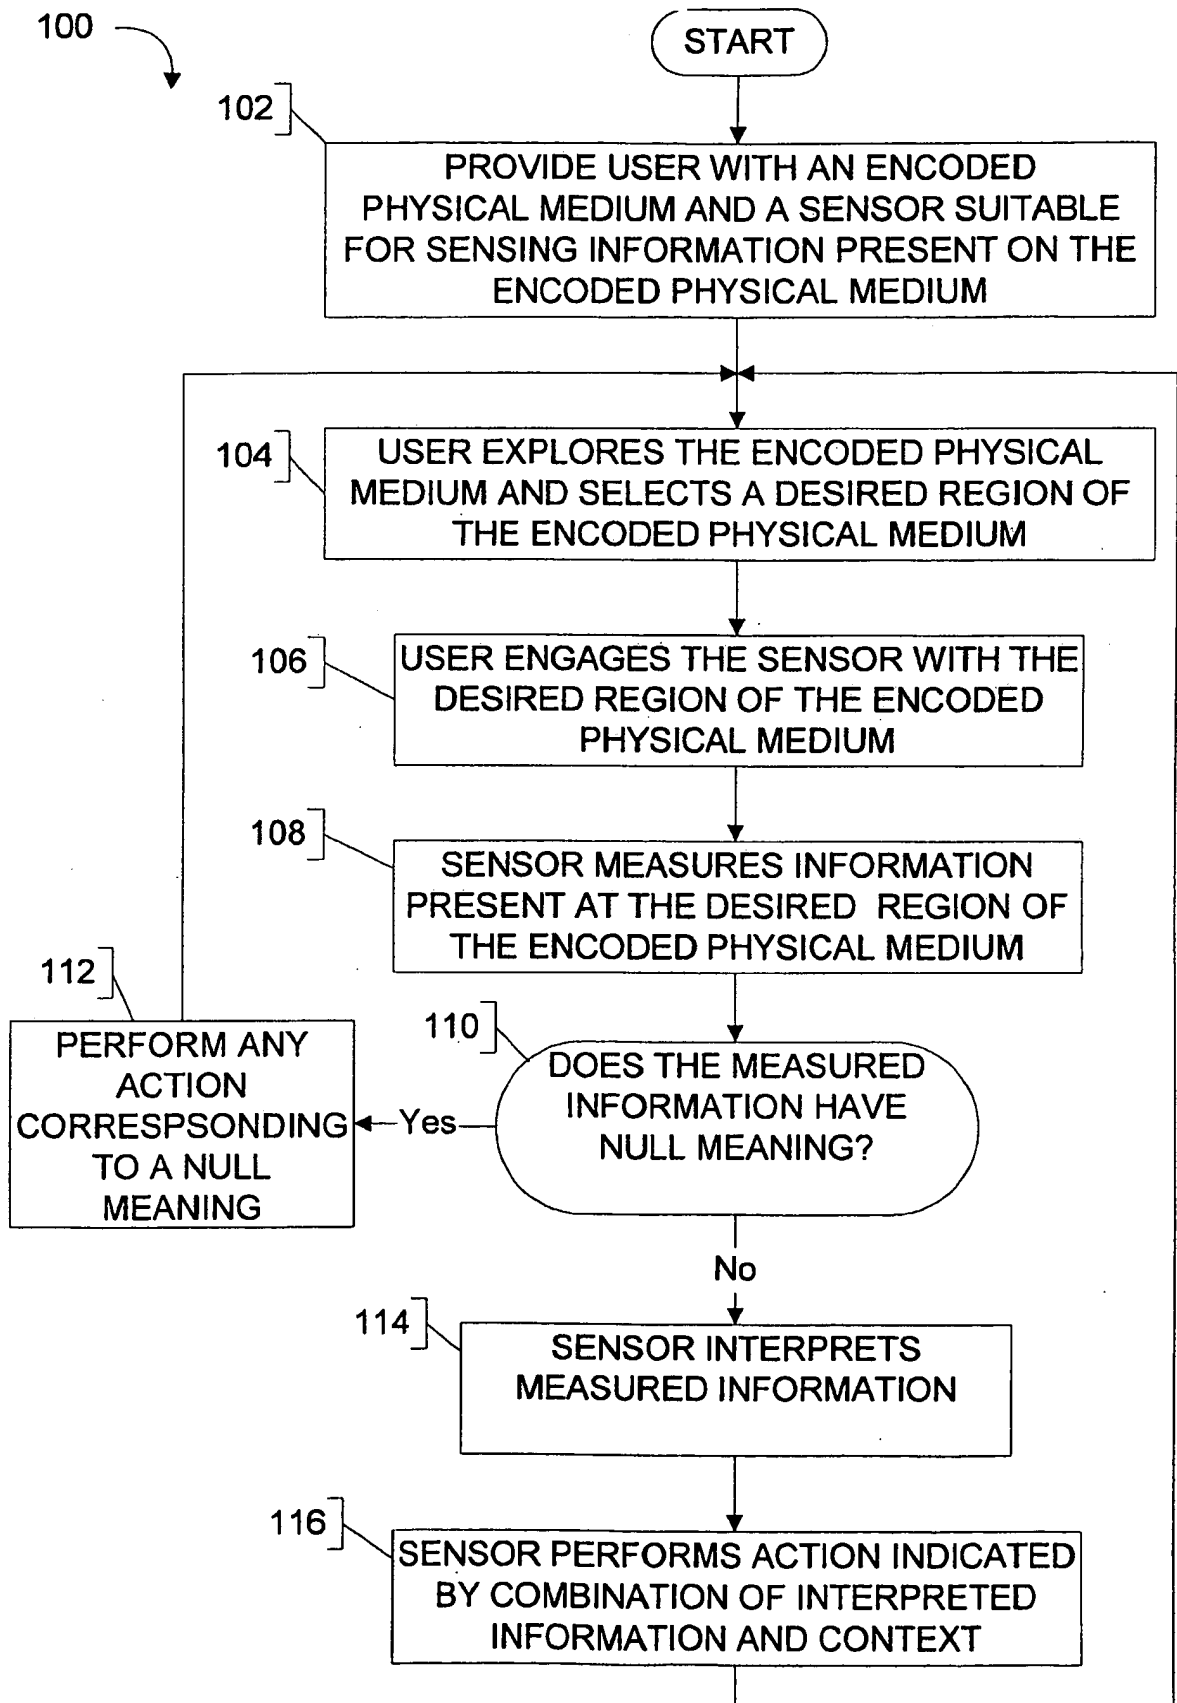 100
START
102
PROVIDE USER WITH AN ENCODED
PHYSICAL MEDIUM AND A SENSOR SUITABLE
FOR SENSING INFORMATION PRESENT ON THE
ENCODED PHYSICAL MEDIUM
104
USER EXPLORES THE ENCODED PHYSICAL
MEDIUM AND SELECTS A DESIRED REGION OF
THE ENCODED PHYSICAL MEDIUM
106
USER ENGAGES THE SENSOR WITH THE
DESIRED REGION OF THE ENCODED
PHYSICAL MEDIUM
108
SENSOR MEASURES INFORMATION
PRESENT AT THE DESIRED REGION OF
THE ENCODED PHYSICAL MEDIUM
110
DOES THE MEASURED
INFORMATION HAVE
NULL MEANING?
Yes
112
PERFORM ANY
ACTION
CORRESPSONDING
TO A NULL
MEANING
No
114
SENSOR INTERPRETS
MEASURED INFORMATION
116
SENSOR PERFORMS ACTION INDICATED
BY COMBINATION OF INTERPRETED
INFORMATION AND CONTEXT